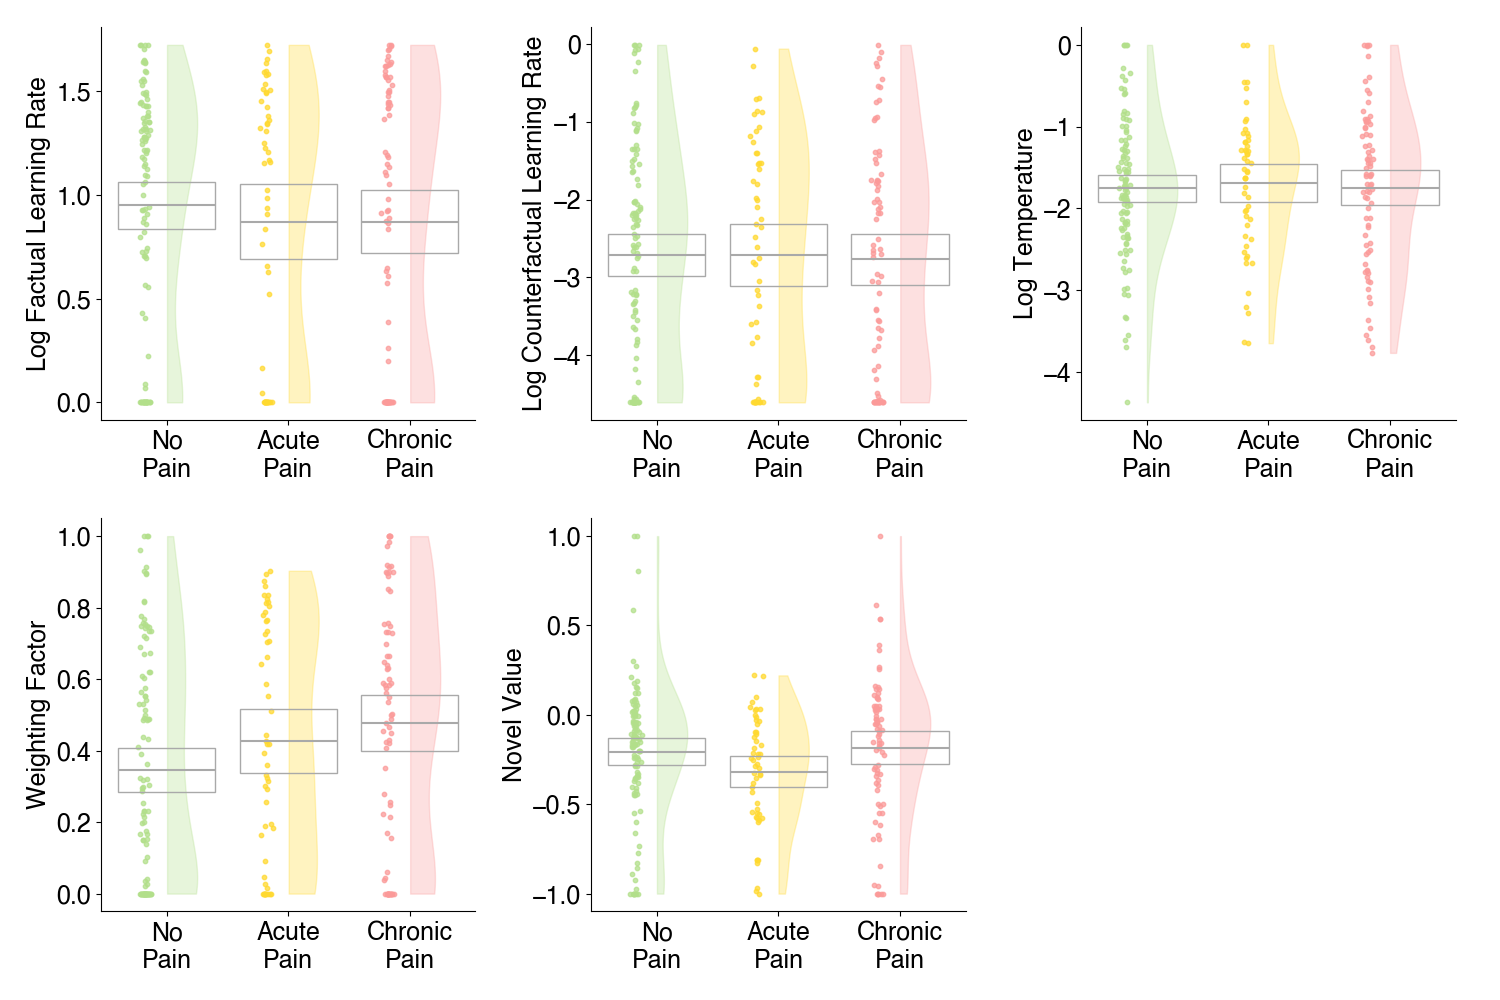 Log Factual Learning Rate
1.5
1.0
0.5
0.0
No
Pain
Acute
Pain
Chronic
Pain
Log Counterfactual Learning Rate
0
−1
−2
−3
−4
No
Pain
Acute
Pain
Chronic
Pain
Log Temperature
0
−1
−2
−3
−4
No
Pain
Acute
Pain
Chronic
Pain
Weighting Factor
1.0
0.8
0.6
0.4
0.2
0.0
No
Pain
Acute
Pain
Chronic
Pain
Novel Value
1.0
0.5
0.0
−0.5
−1.0
No
Pain
Acute
Pain
Chronic
Pain